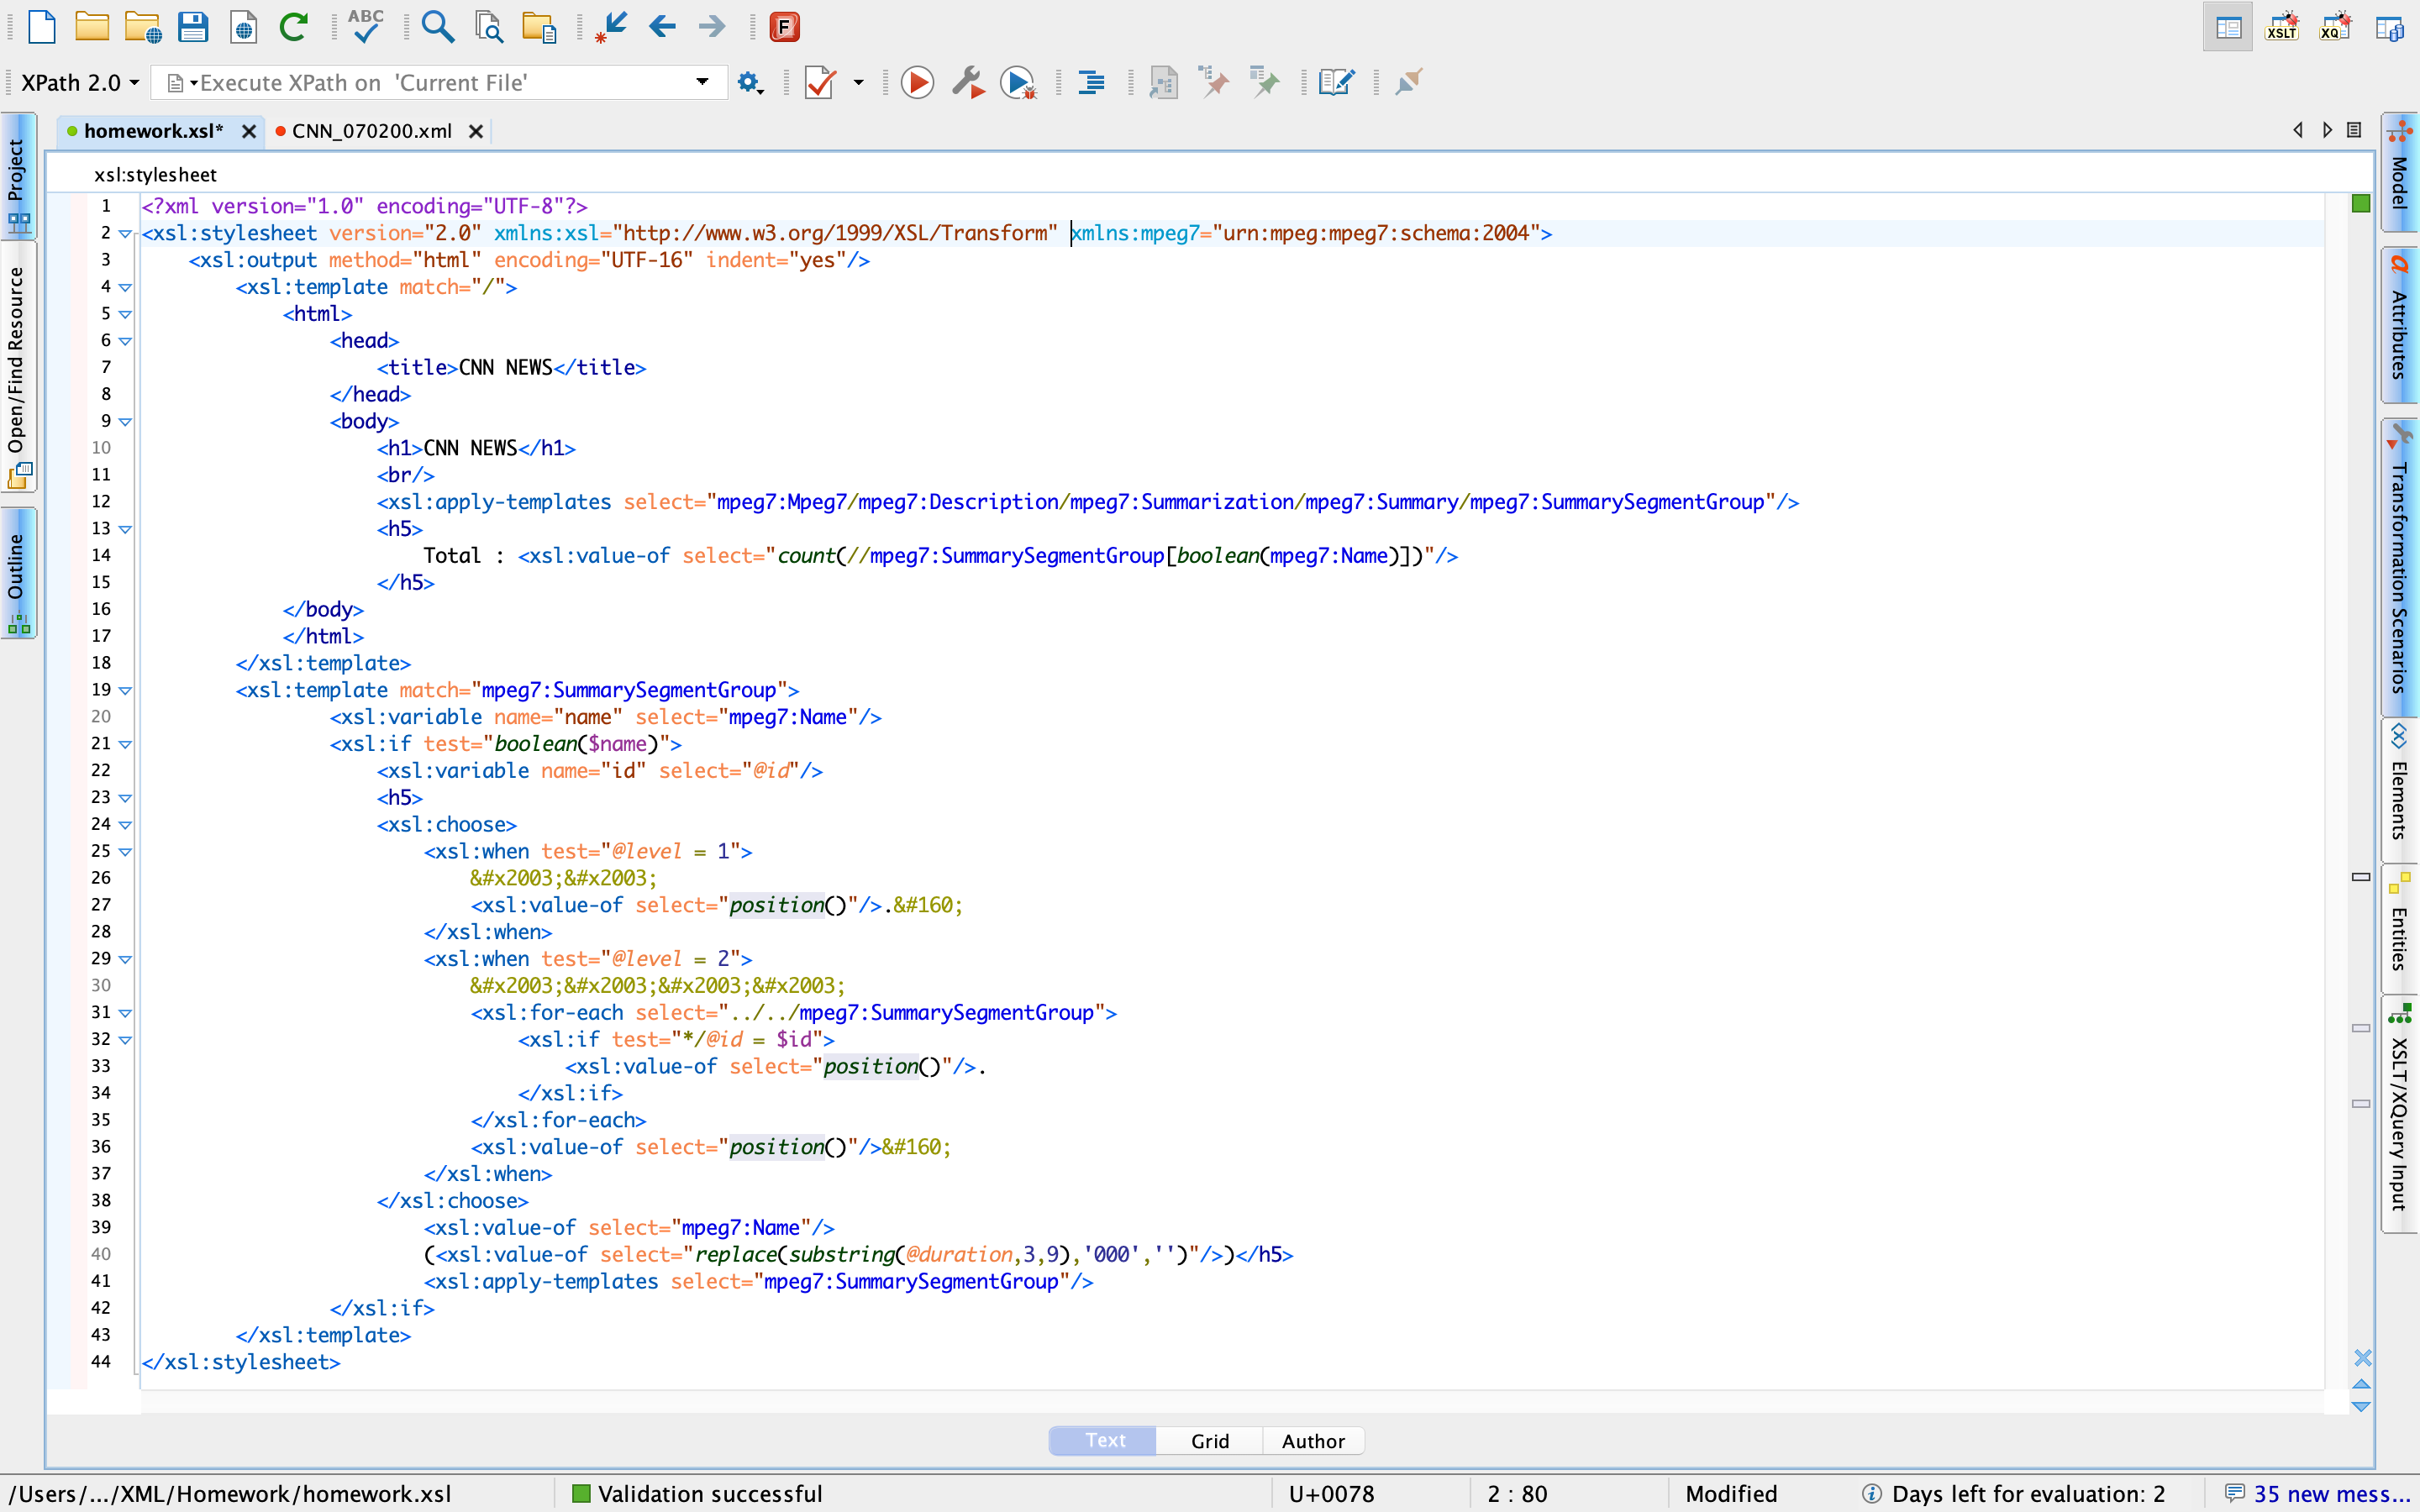 ABC
F
XSLT
XQ
XPath 2.0
Execute XPath on 'Current File'
homework.xsl*
CNN_070200.xml
Project
Open/Find Resource
Outline
xsl:stylesheet
1 <?xml version="1.0" encoding="UTF-8"?>
2 <xsl:stylesheet version="2.0" xmlns:xsl="http://www.w3.org/1999/XSL/Transform" xmlns:mpeg7="urn:mpeg:mpeg7:schema:2004">
3 <xsl:output method="html" encoding="UTF-16" indent="yes"/>
4 <xsl:template match="/">
5 <html>
6 <head>
7 <title>CNN NEWS</title>
8 </head>
9 <body>
10 <h1>CNN NEWS</h1>
11 <br/>
12 <xsl:apply-templates select="mpeg7:Mpeg7/mpeg7:Description/mpeg7:Summarization/mpeg7:Summary/mpeg7:SummarySegmentGroup"/>
13 <h5>
14 Total : <xsl:value-of select="count(//mpeg7:SummarySegmentGroup[boolean(mpeg7:Name)])"/>
15 </h5>
16 </body>
17 </html>
18 </xsl:template>
19 <xsl:template match="mpeg7:SummarySegmentGroup">
20 <xsl:variable name="name" select="mpeg7:Name"/>
21 <xsl:if test="boolean($name)">
22 <xsl:variable name="id" select="@id"/>
23 <h5>
24 <xsl:choose>
25 <xsl:when test="@level = 1">
26 &#x2003;&#x2003;
27 <xsl:value-of select="position()"/>.&#160;
28 </xsl:when>
29 <xsl:when test="@level = 2">
30 &#x2003;&#x2003;&#x2003;&#x2003;
31 <xsl:for-each select="../../mpeg7:SummarySegmentGroup">
32 <xsl:if test="*/@id = $id">
33 <xsl:value-of select="position()"/>.
34 </xsl:if>
35 </xsl:for-each>
36 <xsl:value-of select="position()"/>&#160;
37 </xsl:when>
38 </xsl:choose>
39 <xsl:value-of select="mpeg7:Name"/>
40 (<xsl:value-of select="replace(substring(@duration,3,9),'000','')"/>)</h5>
41 <xsl:apply-templates select="mpeg7:SummarySegmentGroup"/>
42 </xsl:if>
43 </xsl:template>
44 </xsl:stylesheet>
Model
a Attributes
Transformation Scenarios
Elements
Entities
XSLT/XQuery Input
Text Grid Author
/Users/.../XML/Homework/homework.xsl
Validation successful
U+0078
2 : 80
Modified
Days left for evaluation: 2
35 new mess...